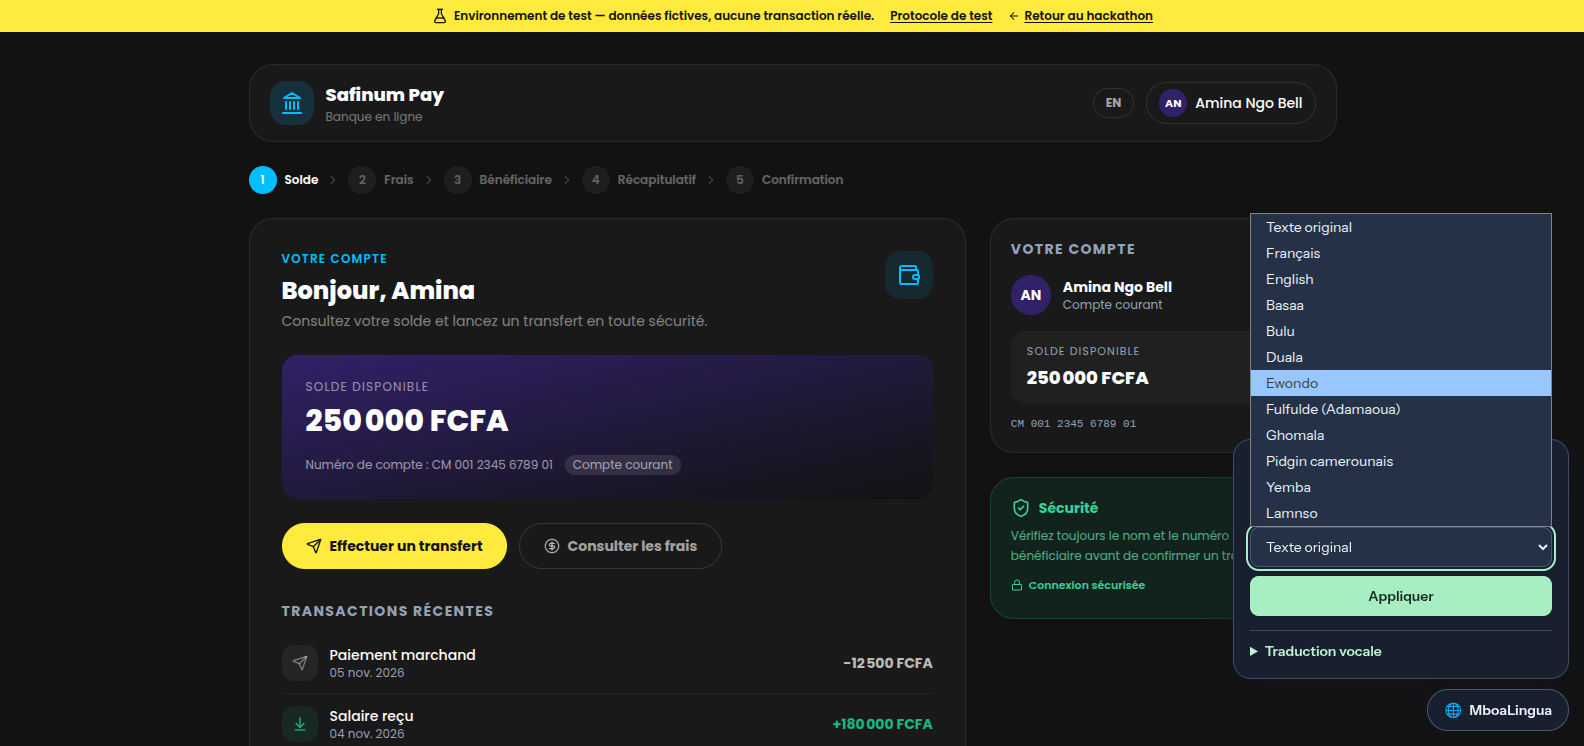 Environnement de test — données fictives, aucune transaction réelle. Protocole de test ← Retour au hackathon
Safinum Pay
Banque en ligne
EN
AN Amina Ngo Bell
1 Solde > 2 Frais > 3 Bénéficiaire > 4 Récapitulatif > 5 Confirmation
VOTRE COMPTE
Bonjour, Amina
Consultez votre solde et lancez un transfert en toute sécurité.
SOLDE DISPONIBLE
250 000 FCFA
Numéro de compte : CM 001 2345 6789 01 Compte courant
Effectuer un transfert
Consulter les frais
TRANSACTIONS RÉCENTES
Paiement marchand
05 nov. 2026
-12 500 FCFA
Salaire reçu
04 nov. 2026
+180 000 FCFA
VOTRE COMPTE
AN
Amina Ngo Bell
Compte courant
SOLDE DISPONIBLE
250 000 FCFA
CM 001 2345 6789 01
Sécurité
Vérifiez toujours le nom et le numéro
bénéficiaire avant de confirmer un
Connexion sécurisée
Texte original
Français
English
Basaa
Bulu
Duala
Ewondo
Fulfulde (Adamaoua)
Ghomala
Pidgin camerounais
Yemba
Lamnso
Texte original
Appliquer
Traduction vocale
MboaLingua